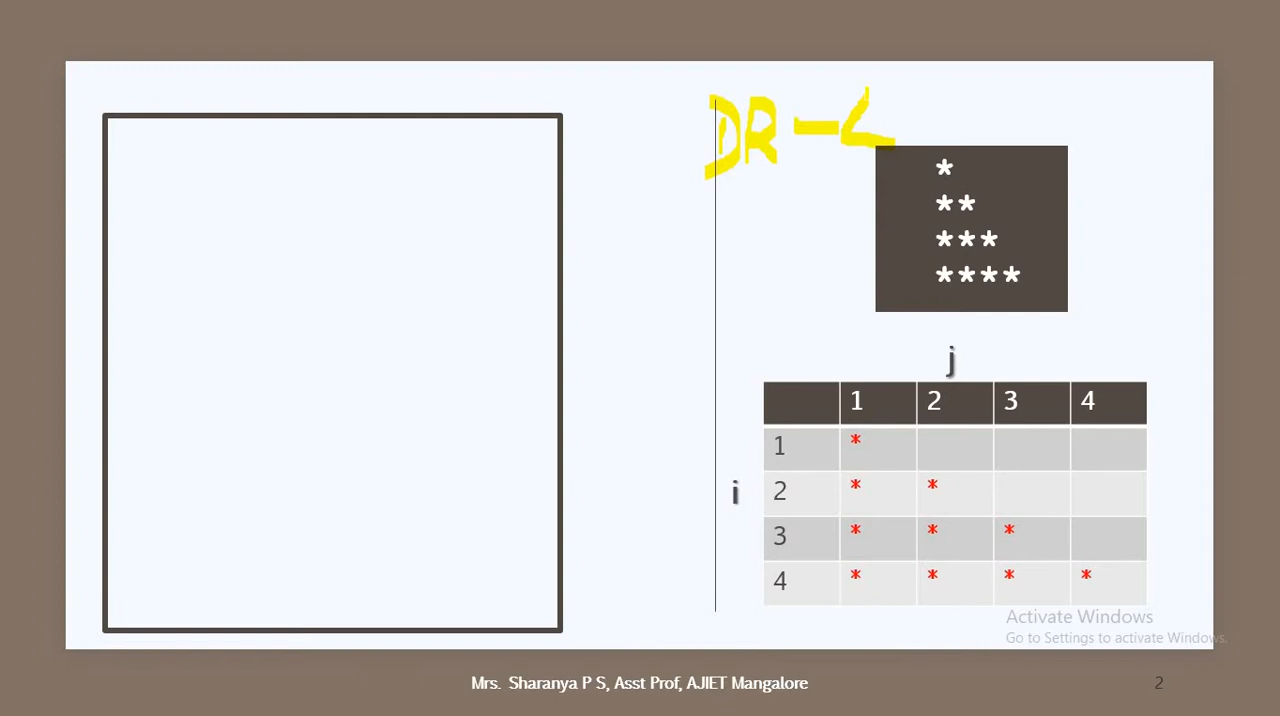 DR - L
*
**
***
****
j
1 2 3 4
1 *
i
2 * *
3 * * *
4 * * * *
Activate Windows
Go to Settings to activate Windows.
Mrs. Sharanya P S, Asst Prof, AJIET Mangalore
2